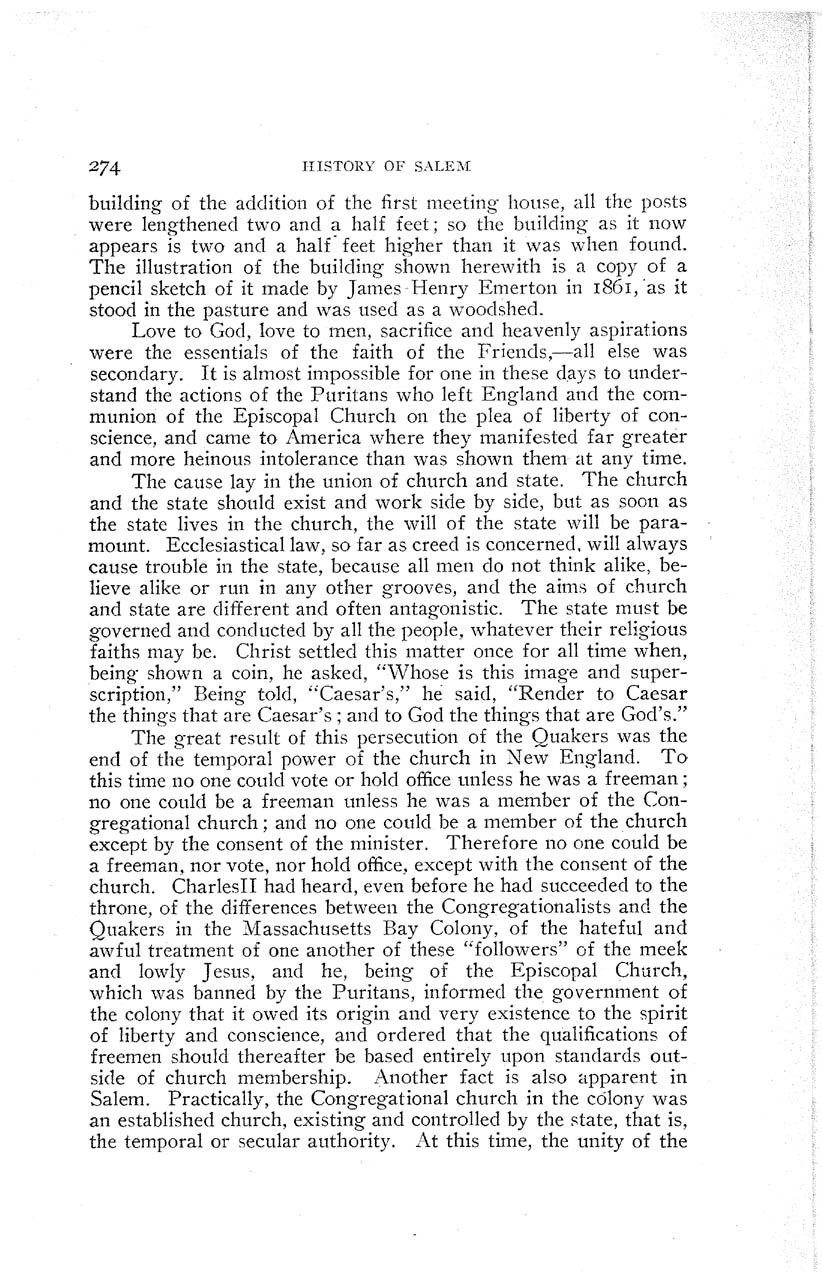 274 HISTORY OF SALEM
building of the addition of the first meeting house, all the posts
were lengthened two and a half feet; so the building as it now
appears is two and a half feet higher than it was when found.
The illustration of the building shown herewith is a copy of a
pencil sketch of it made by James Henry Emerton in 1861, as it
stood in the pasture and was used as a woodshed.
Love to God, love to men, sacrifice and heavenly aspirations
were the essentials of the faith of the Friends,—all else was
secondary. It is almost impossible for one in these days to under-
stand the actions of the Puritans who left England and the com-
munion of the Episcopal Church on the plea of liberty of con-
science, and came to America where they manifested far greater
and more heinous intolerance than was shown them at any time.
The cause lay in the union of church and state. The church
and the state should exist and work side by side, but as soon as
the state lives in the church, the will of the state will be para-
mount. Ecclesiastical law, so far as creed is concerned, will always
cause trouble in the state, because all men do not think alike, be-
lieve alike or run in any other grooves, and the aims of church
and state are different and often antagonistic. The state must be
governed and conducted by all the people, whatever their religious
faiths may be. Christ settled this matter once for all time when,
being shown a coin, he asked, "Whose is this image and super-
scription," Being told, "Caesar's," he said, "Render to Caesar
the things that are Caesar's; and to God the things that are God's."
The great result of this persecution of the Quakers was the
end of the temporal power of the church in New England. To
this time no one could vote or hold office unless he was a freeman;
no one could be a freeman unless he was a member of the Con-
gregational church; and no one could be a member of the church
except by the consent of the minister. Therefore no one could be
a freeman, nor vote, nor hold office, except with the consent of the
church. CharlesII had heard, even before he had succeeded to the
throne, of the differences between the Congregationalists and the
Quakers in the Massachusetts Bay Colony, of the hateful and
awful treatment of one another of these "followers" of the meek
and lowly Jesus, and he, being of the Episcopal Church,
which was banned by the Puritans, informed the government of
the colony that it owed its origin and very existence to the spirit
of liberty and conscience, and ordered that the qualifications of
freemen should thereafter be based entirely upon standards out-
side of church membership. Another fact is also apparent in
Salem. Practically, the Congregational church in the colony was
an established church, existing and controlled by the state, that is,
the temporal or secular authority. At this time, the unity of the